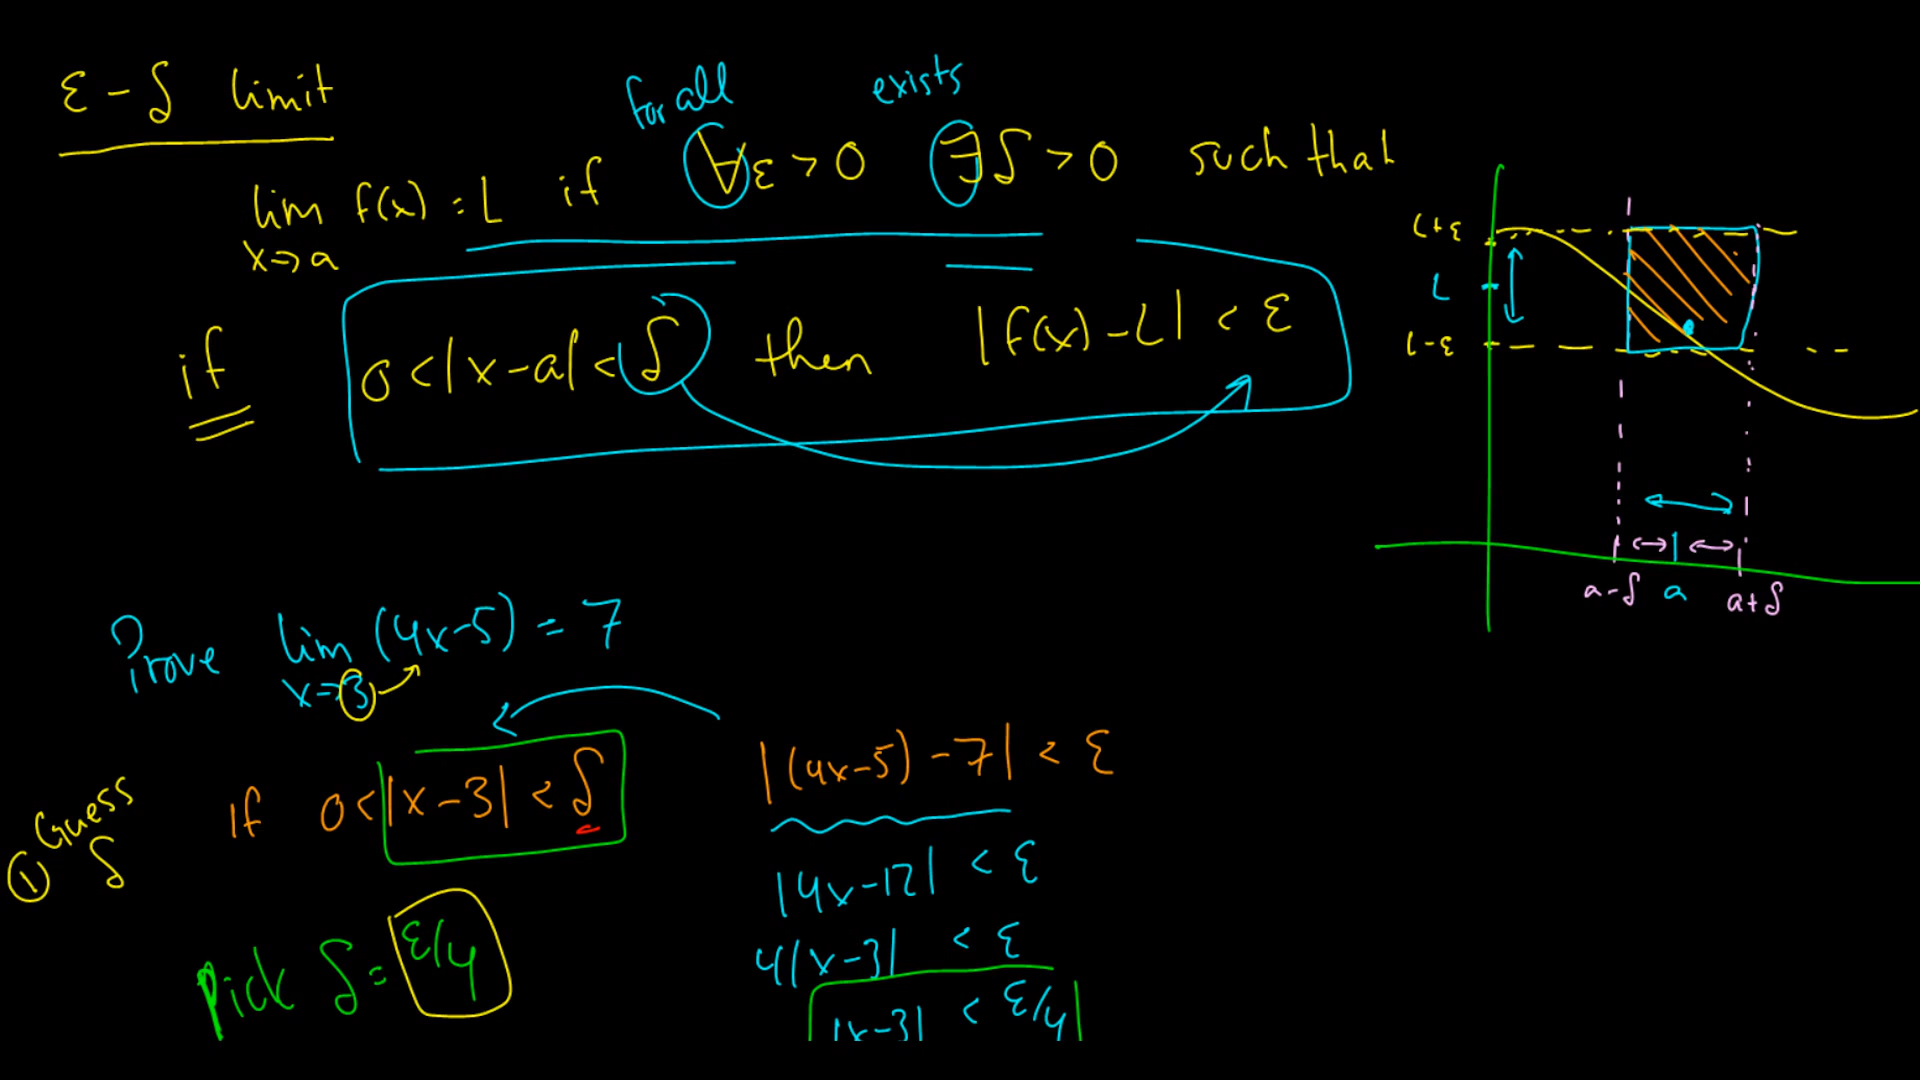 ε-δ limit
for all exists
lim f(x) = L if ∀ε > 0 ∃δ > 0 such that
x→a
if 0 < |x-a| < δ then |f(x)-L| < ε
L+ε
L
L-ε
a-δ a a+δ
Prove lim (4x-5) = 7
x→3
① Guess δ
If 0 < |x-3| < δ |(4x-5)-7| < ε
|4x-12| < ε
4|x-3| < ε
|x-3| < ε/4
Pick δ = ε/4